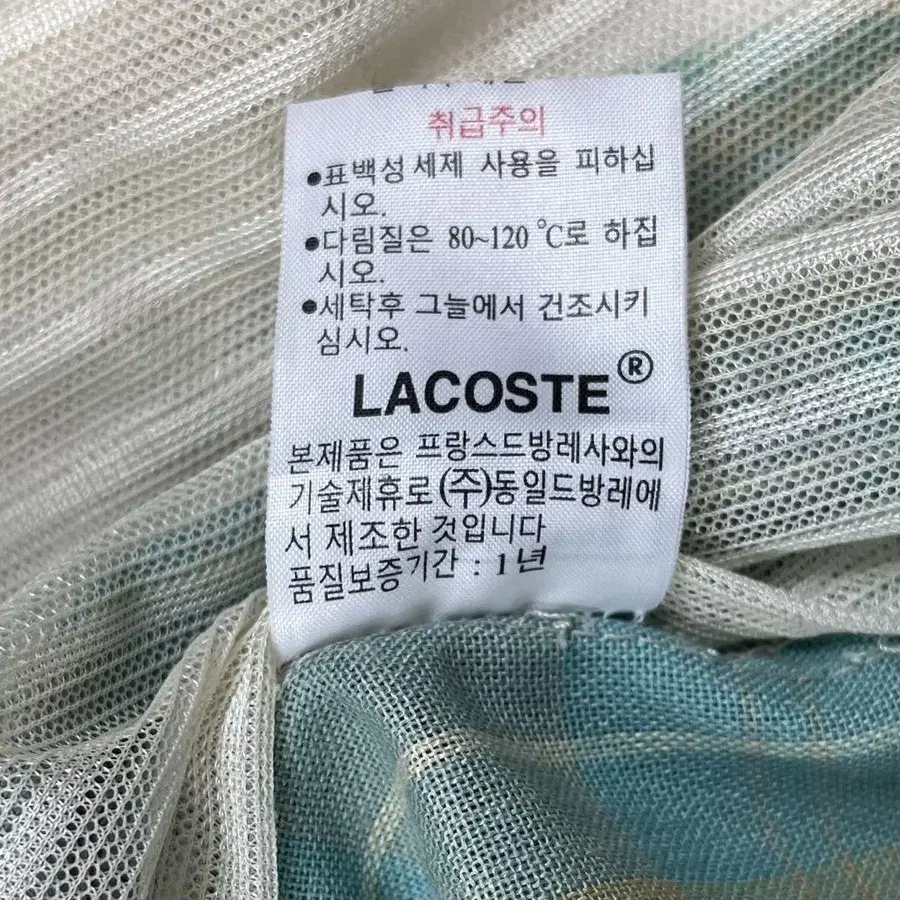 취급주의
●표백성 세제 사용을 피하십
시오.
●다림질은 80~120 ℃로 하집
시오.
●세탁후 그늘에서 건조시키
십시오.
LACOSTE®
본제품은 프랑스드방레사와의
기술제휴로 (주)동일드방레에
서 제조한 것입니다
품질보증기간 : 1년